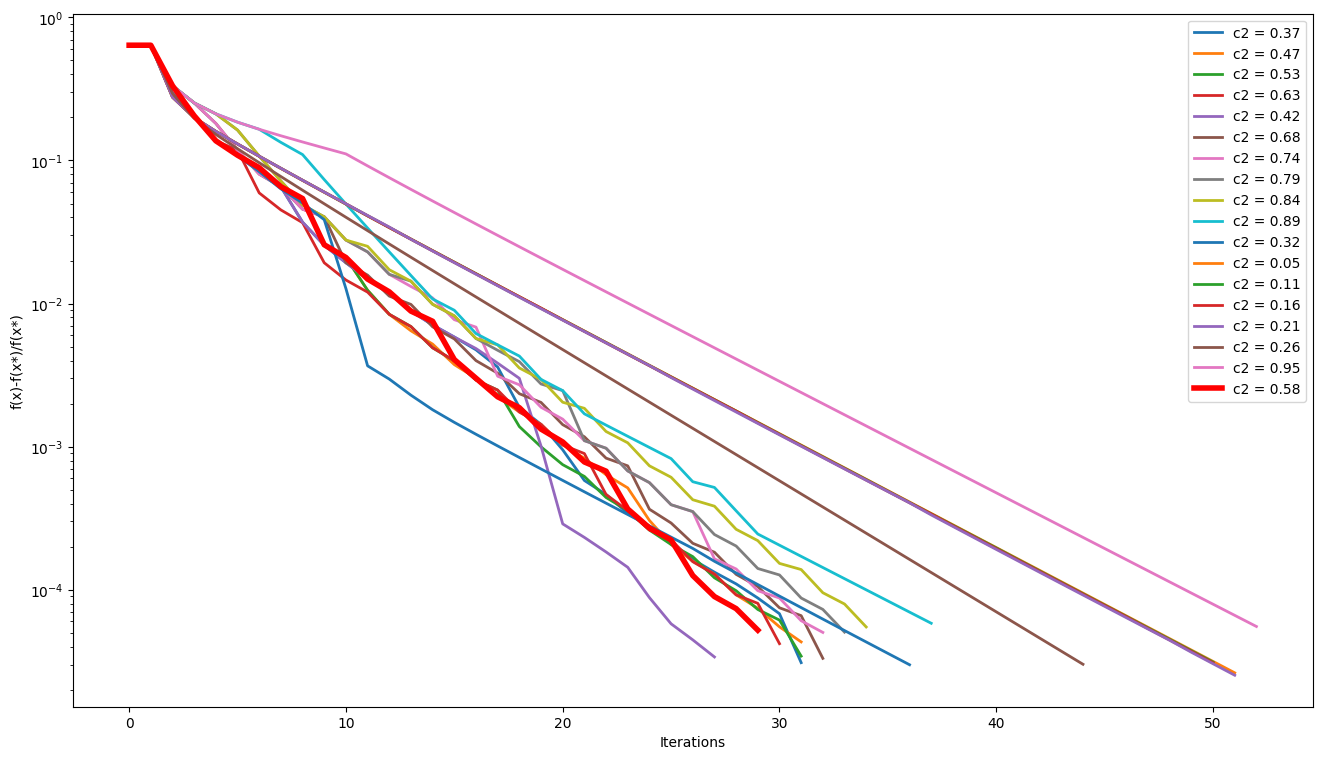 10^0
10^-1
10^-2
10^-3
10^-4
f(x)-f(x*)/f(x*)
0
10
20
30
40
50
Iterations
c2 = 0.37
c2 = 0.47
c2 = 0.53
c2 = 0.63
c2 = 0.42
c2 = 0.68
c2 = 0.74
c2 = 0.79
c2 = 0.84
c2 = 0.89
c2 = 0.32
c2 = 0.05
c2 = 0.11
c2 = 0.16
c2 = 0.21
c2 = 0.26
c2 = 0.95
c2 = 0.58